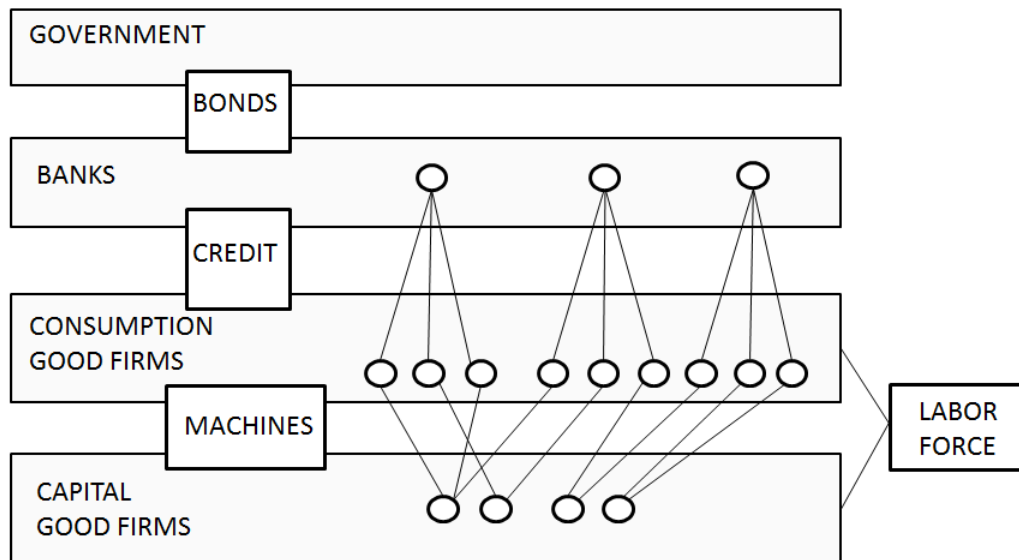 GOVERNMENT
BONDS
BANKS
CREDIT
CONSUMPTION
GOOD FIRMS
MACHINES
LABOR
FORCE
CAPITAL
GOOD FIRMS